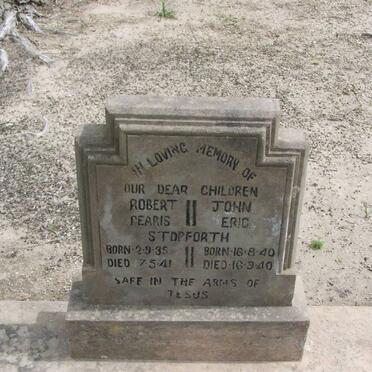 IN LOVING MEMORY OF
OUR DEAR CHILDREN
ROBERT || JOHN
PEARIS || ERIC
STOPFORTH
BORN·2·9·35 || BORN·16·8·40
DIED 7·5·41 || DIED·16·9·40
SAFE IN THE ARMS OF
JESUS